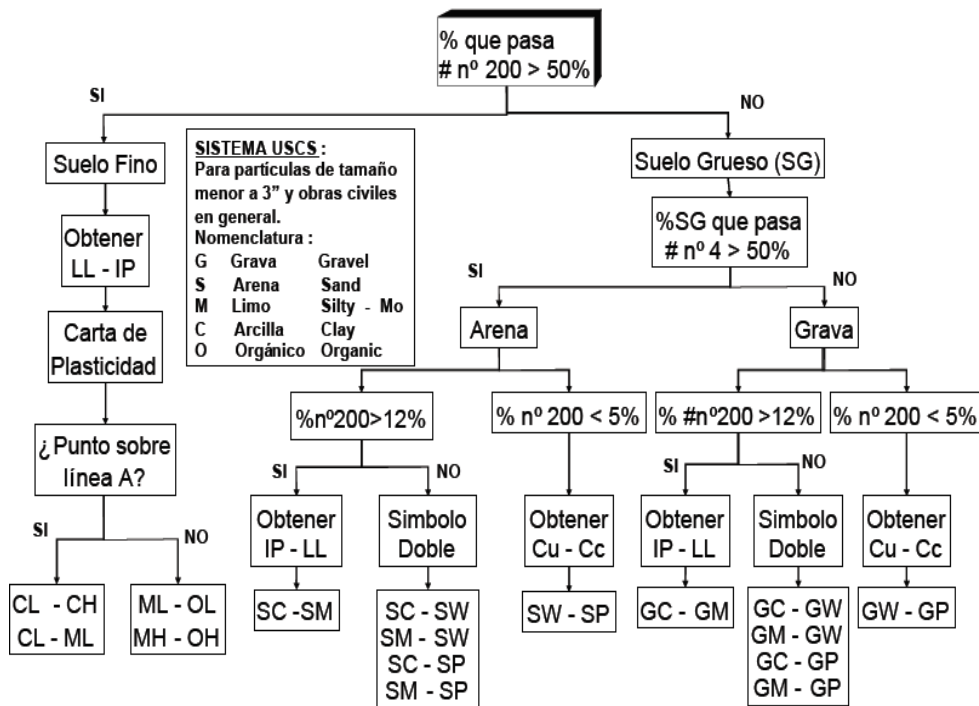 % que pasa
# nº 200 > 50%
SI
NO
Suelo Fino
Suelo Grueso (SG)
SISTEMA USCS :
Para partículas de tamaño
menor a 3" y obras civiles
en general.
Nomenclatura :
G Grava Gravel
S Arena Sand
M Limo Silty - Mo
C Arcilla Clay
O Orgánico Organic
Obtener
LL - IP
%SG que pasa
# nº 4 > 50%
SI
NO
Carta de
Plasticidad
Arena
Grava
¿Punto sobre
línea A?
%nº200>12%
% nº 200 < 5%
% #nº200 >12%
% nº 200 < 5%
SI
NO
SI
NO
SI
NO
Obtener
IP - LL
Simbolo
Doble
Obtener
Cu - Cc
Obtener
IP - LL
Simbolo
Doble
Obtener
Cu - Cc
CL - CH
CL - ML
ML - OL
MH - OH
SC -SM
SC - SW
SM - SW
SC - SP
SM - SP
SW - SP
GC - GM
GC - GW
GM - GW
GC - GP
GM - GP
GW - GP